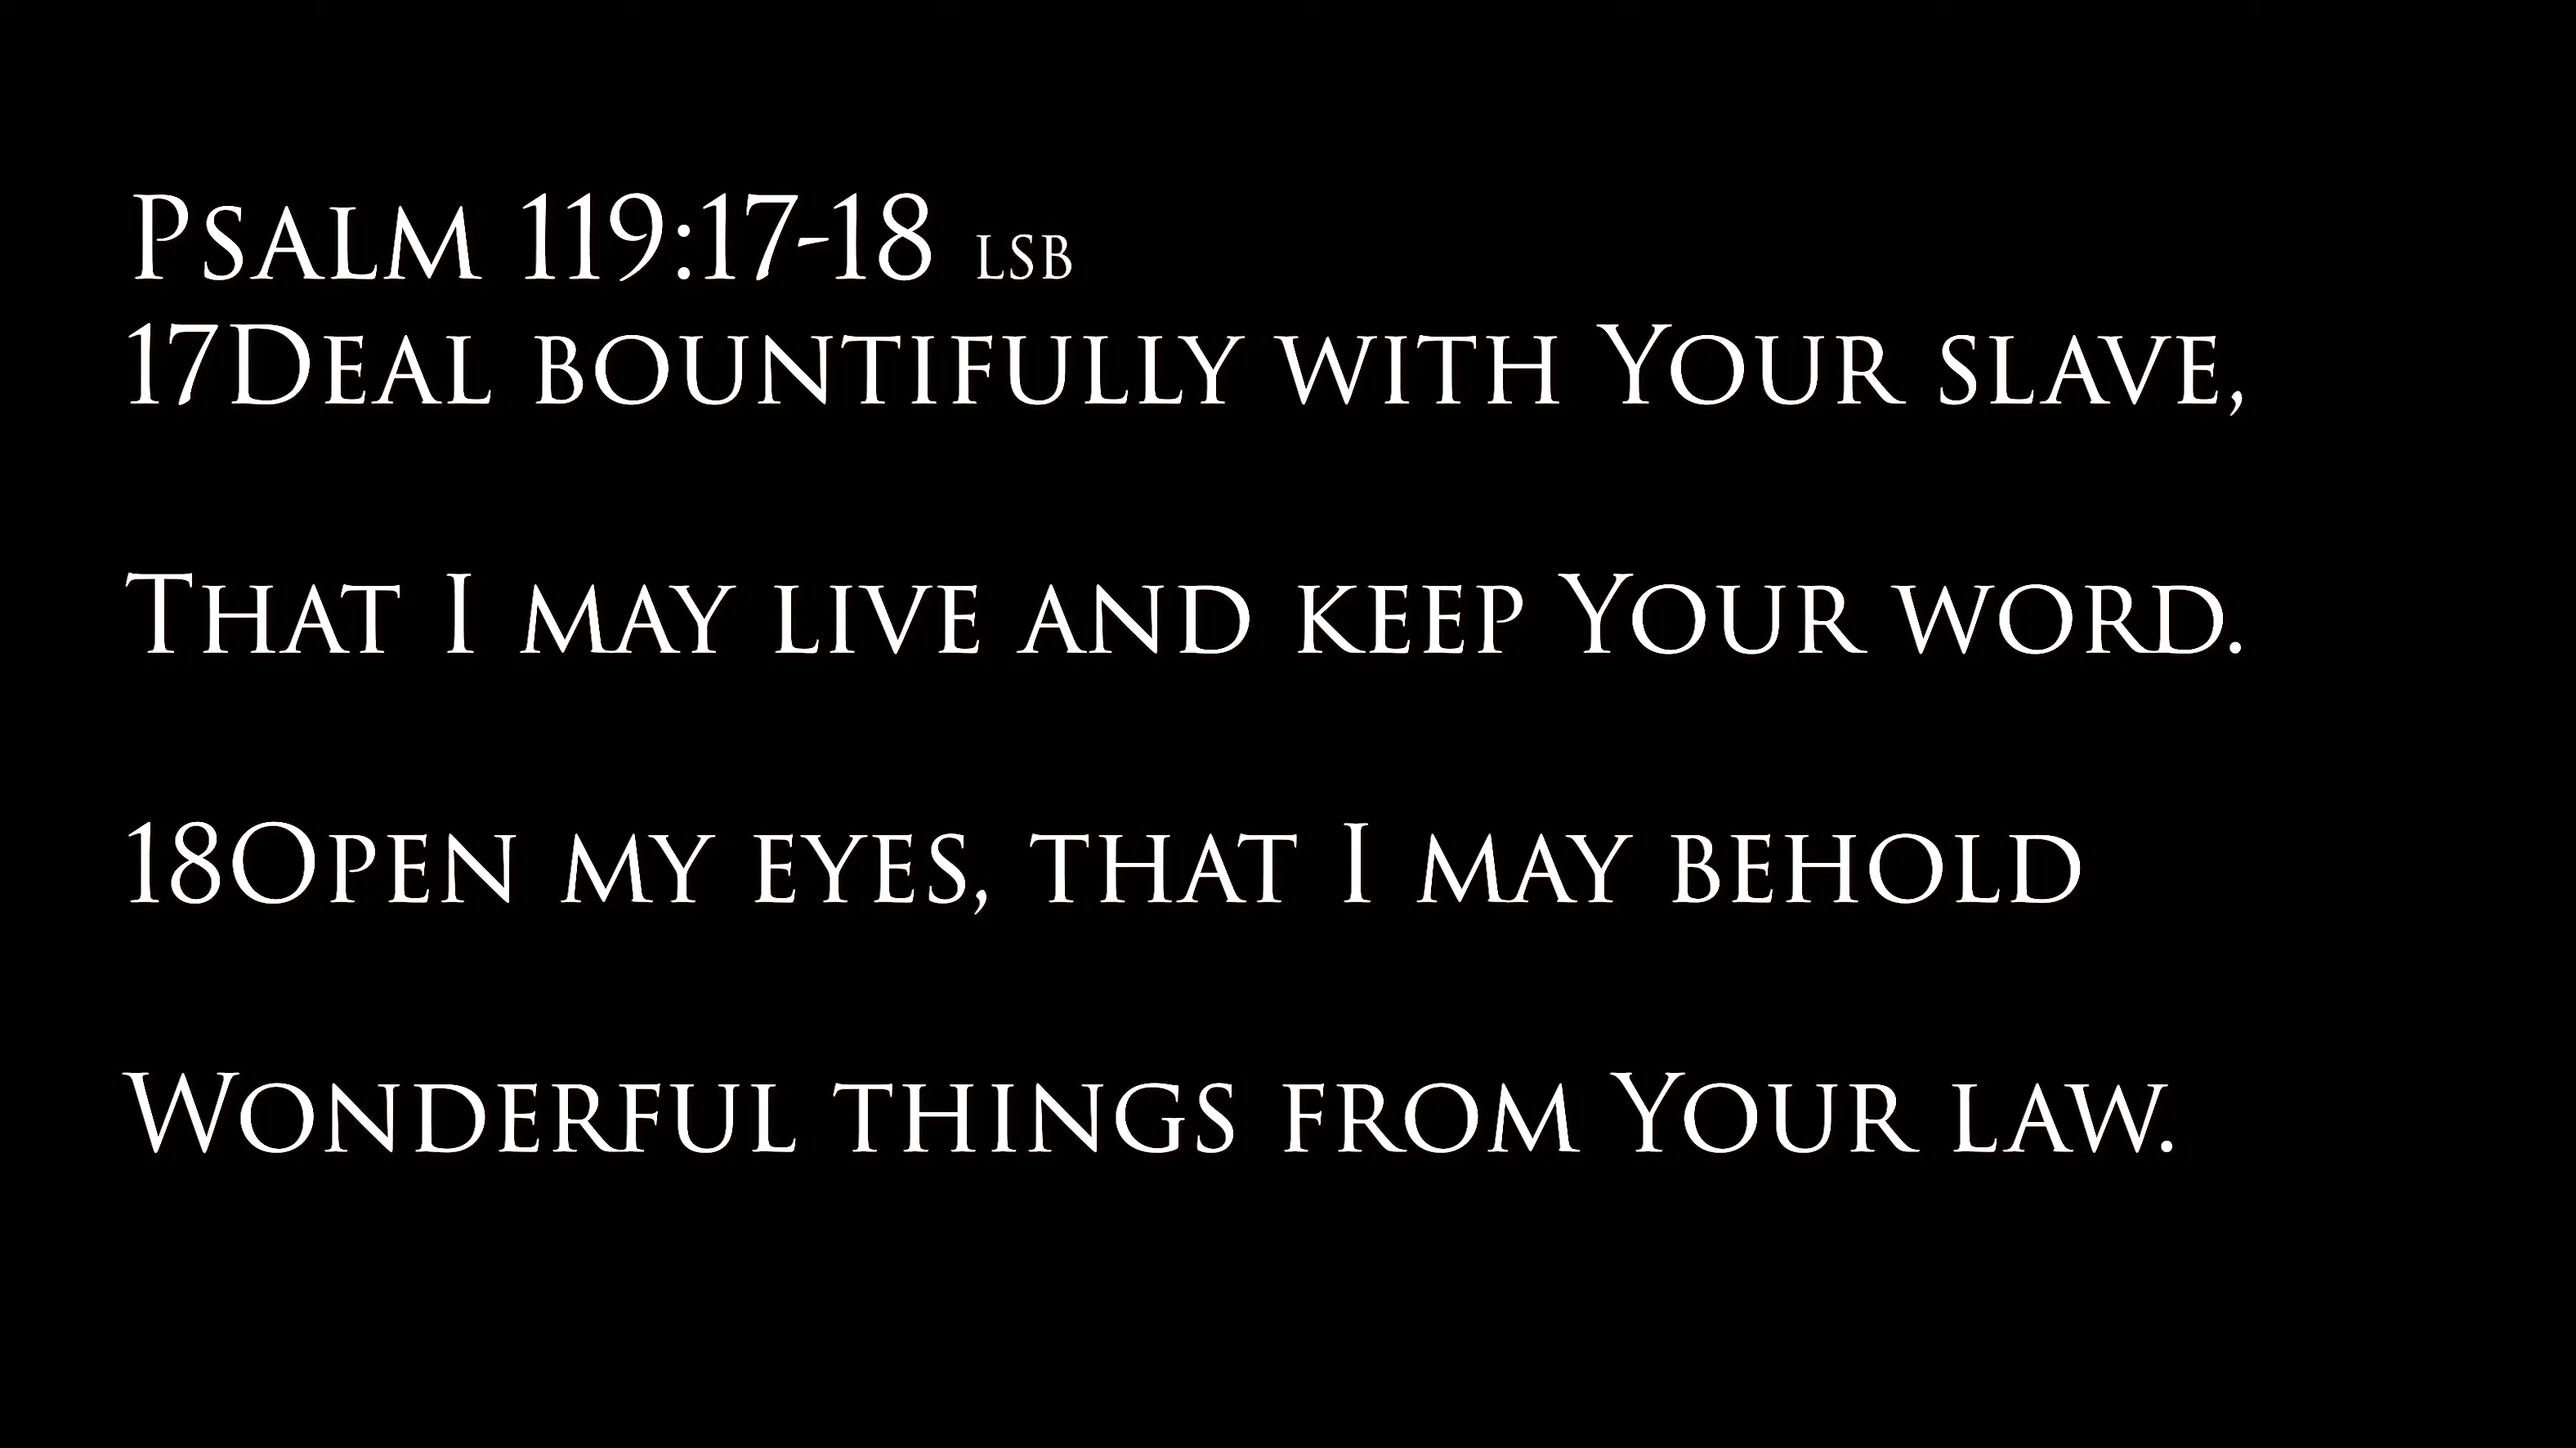 Psalm 119:17-18 LSB
17Deal bountifully with Your slave,
That I may live and keep Your word.
18Open my eyes, that I may behold
Wonderful things from Your law.